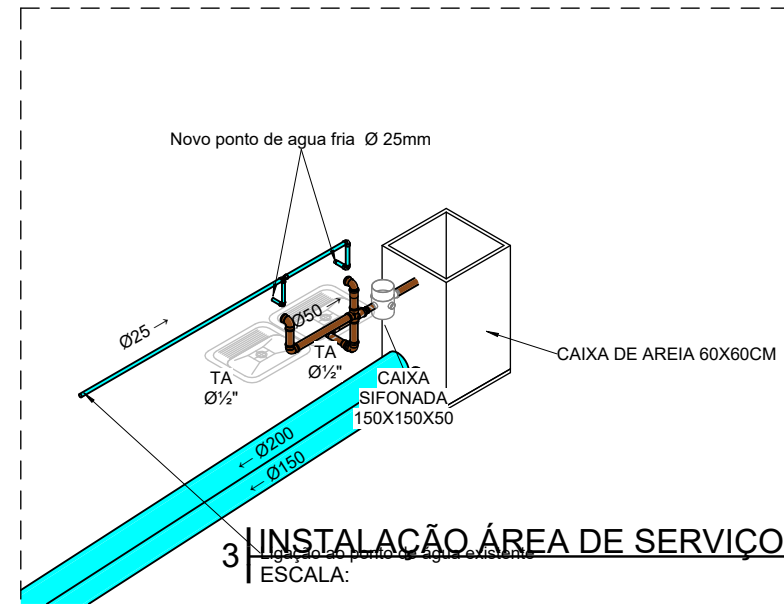 Novo ponto de agua fria Ø 25mm
Ø25 →
Ø50 →
TA
Ø½"
TA
Ø½"
CAIXA
SIFONADA
150X150X50
CAIXA DE AREIA 60X60CM
← Ø200
← Ø150
3
INSTALAÇÃO ÁREA DE SERVIÇO
Ligação ao ponto de água existente
ESCALA: